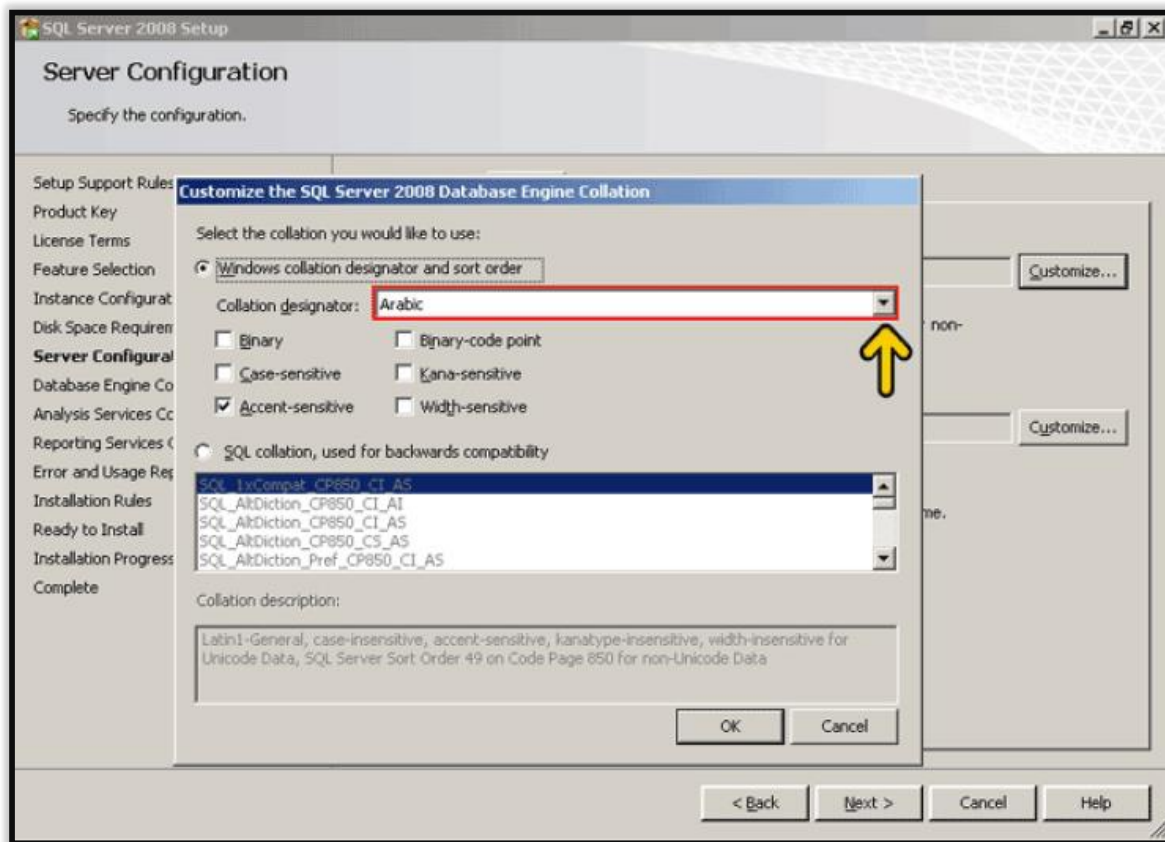 SQL Server 2008 Setup
Server Configuration
Specify the configuration.
Setup Support Rules
Product Key
License Terms
Feature Selection
Instance Configurat
Disk Space Requirem
Server Configurat
Database Engine Co
Analysis Services Co
Reporting Services C
Error and Usage Rep
Installation Rules
Ready to Install
Installation Progress
Complete
Customize the SQL Server 2008 Database Engine Collation
Select the collation you would like to use:
Windows collation designator and sort order
Collation designator: Arabic
Binary Binary-code point
Case-sensitive Kana-sensitive
Accent-sensitive Width-sensitive
SQL collation, used for backwards compatibility
SQL_1xCompat_CP850_CI_AS
SQL_AltDiction_CP850_CI_AI
SQL_AltDiction_CP850_CI_AS
SQL_AltDiction_CP850_CS_AS
SQL_AltDiction_Pref_CP850_CI_AS
Collation description:
Latin1-General, case-insensitive, accent-sensitive, kanatype-insensitive, width-insensitive for
Unicode Data, SQL Server Sort Order 49 on Code Page 850 for non-Unicode Data
OK Cancel
Customize...
non-
Customize...
me.
< Back Next > Cancel Help